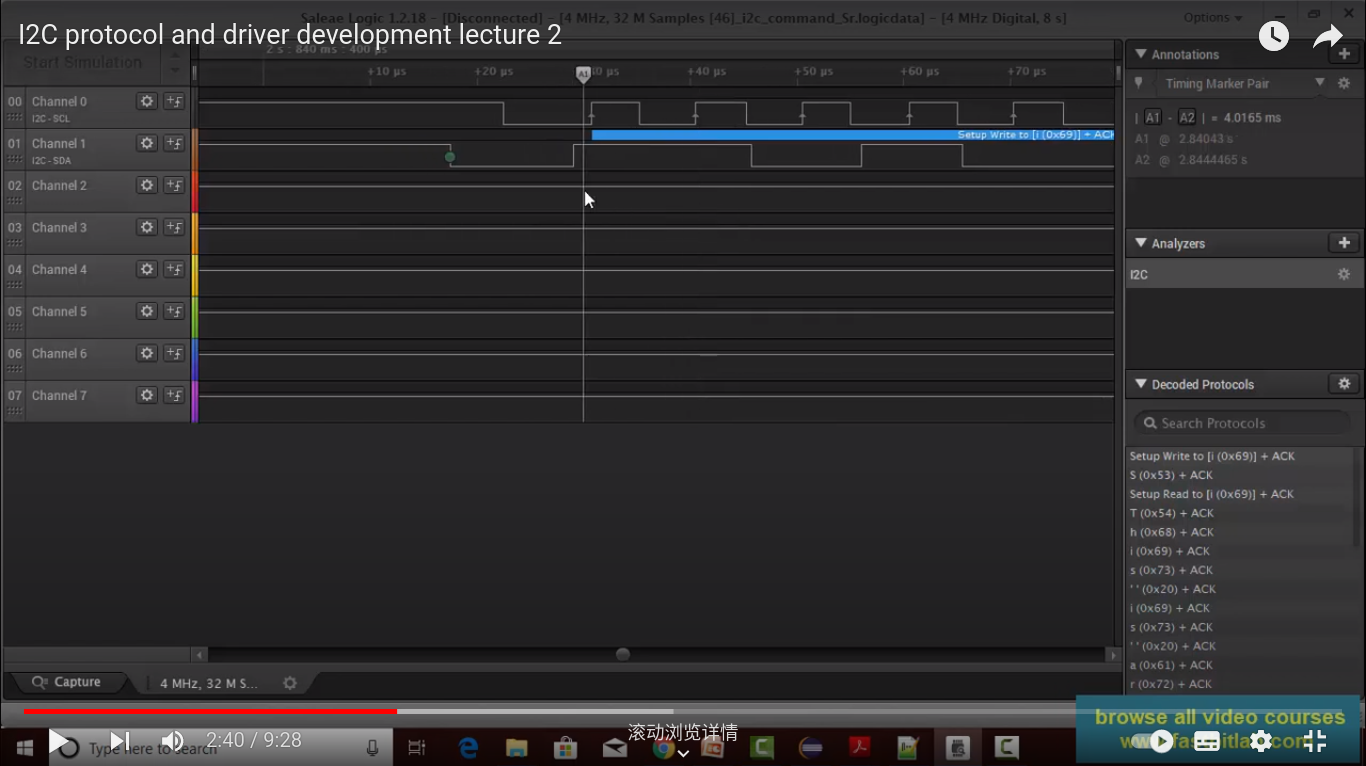 Saleae Logic 1.2.18 - [Disconnected] - [4 MHz, 32 M Samples [46]_i2c_command_Sr.logicdata] - [4 MHz Digital, 8 s]
Options
I2C protocol and driver development lecture 2
Start Simulation
2 s : 840 ms : 400 µs
+10 µs
+20 µs
A1
+40 µs
+50 µs
+60 µs
+70 µs
00 Channel 0
I2C - SCL
01 Channel 1
I2C - SDA
Setup Write to [i (0x69)] + ACK
02 Channel 2
03 Channel 3
04 Channel 4
05 Channel 5
06 Channel 6
07 Channel 7
Annotations
Timing Marker Pair
| A1 - A2 | = 4.0165 ms
A1 @ 2.84043 s
A2 @ 2.8444465 s
Analyzers
I2C
Decoded Protocols
Search Protocols
Setup Write to [i (0x69)] + ACK
S (0x53) + ACK
Setup Read to [i (0x69)] + ACK
T (0x54) + ACK
h (0x68) + ACK
i (0x69) + ACK
s (0x73) + ACK
' ' (0x20) + ACK
i (0x69) + ACK
s (0x73) + ACK
' ' (0x20) + ACK
a (0x61) + ACK
r (0x72) + ACK
Capture
4 MHz, 32 M S...
browse all video courses
2:40 / 9:28
滚动浏览详情
Type here to search